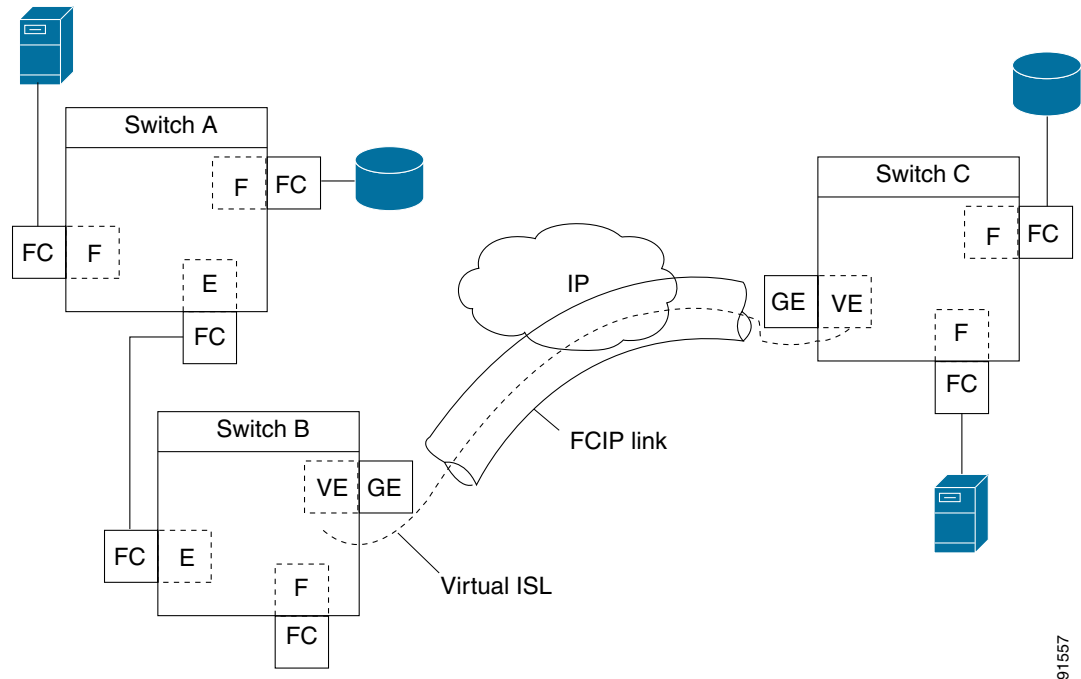 Switch A
F
FC
FC
F
E
FC
Switch B
VE
GE
FC
E
F
FC
IP
FCIP link
Virtual ISL
Switch C
F
FC
GE
VE
F
FC
91557